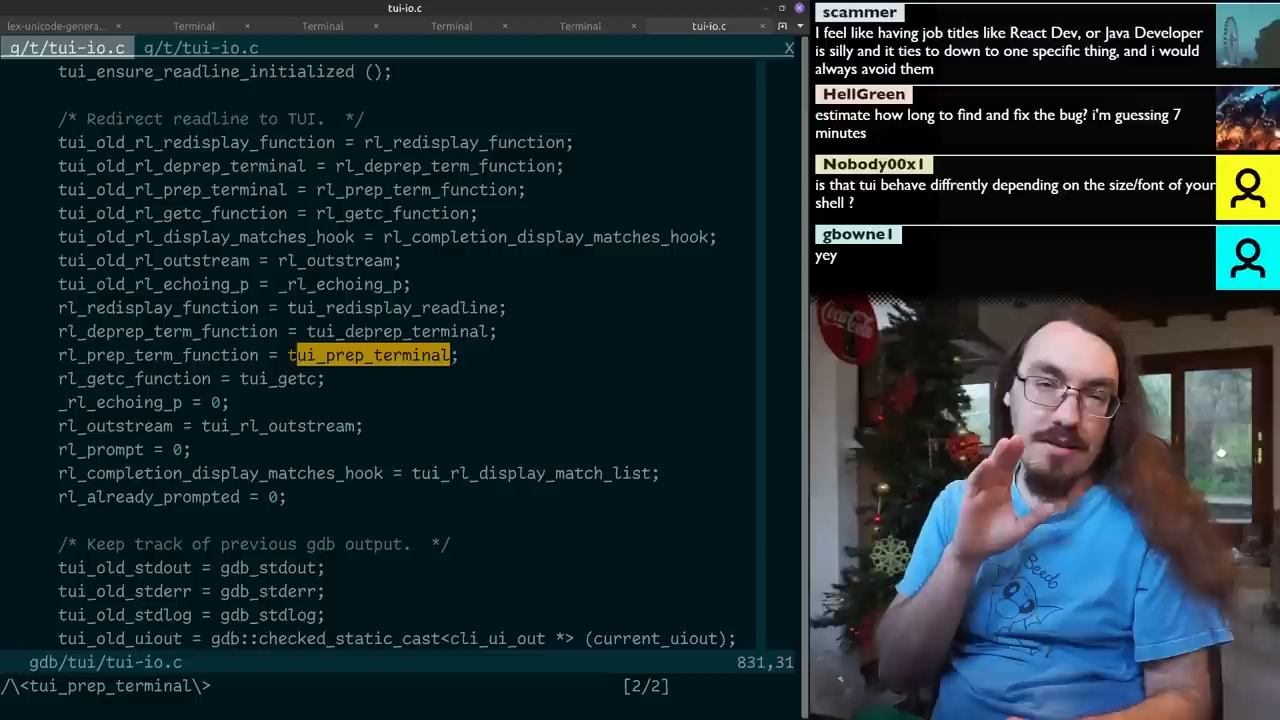 tui-io.c
lex-unicode-genera...
Terminal
Terminal
Terminal
Terminal
tui-io.c
g/t/tui-io.c g/t/tui-io.c X
tui_ensure_readline_initialized ();
/* Redirect readline to TUI.  */
tui_old_rl_redisplay_function = rl_redisplay_function;
tui_old_rl_deprep_terminal = rl_deprep_term_function;
tui_old_rl_prep_terminal = rl_prep_term_function;
tui_old_rl_getc_function = rl_getc_function;
tui_old_rl_display_matches_hook = rl_completion_display_matches_hook;
tui_old_rl_outstream = rl_outstream;
tui_old_rl_echoing_p = _rl_echoing_p;
rl_redisplay_function = tui_redisplay_readline;
rl_deprep_term_function = tui_deprep_terminal;
rl_prep_term_function = tui_prep_terminal;
rl_getc_function = tui_getc;
_rl_echoing_p = 0;
rl_outstream = tui_rl_outstream;
rl_prompt = 0;
rl_completion_display_matches_hook = tui_rl_display_match_list;
rl_already_prompted = 0;
/* Keep track of previous gdb output.  */
tui_old_stdout = gdb_stdout;
tui_old_stderr = gdb_stderr;
tui_old_stdlog = gdb_stdlog;
tui_old_uiout = gdb::checked_static_cast<cli_ui_out *> (current_uiout);
gdb/tui/tui-io.c 831,31
/\<tui_prep_terminal\> [2/2]
scammer
I feel like having job titles like React Dev, or Java Developer
is silly and it ties to down to one specific thing, and i would
always avoid them
HellGreen
estimate how long to find and fix the bug? i'm guessing 7
minutes
Nobody00x1
is that tui behave diffrently depending on the size/font of your
shell ?
gbowne1
yey
Coca-Cola
Beebo